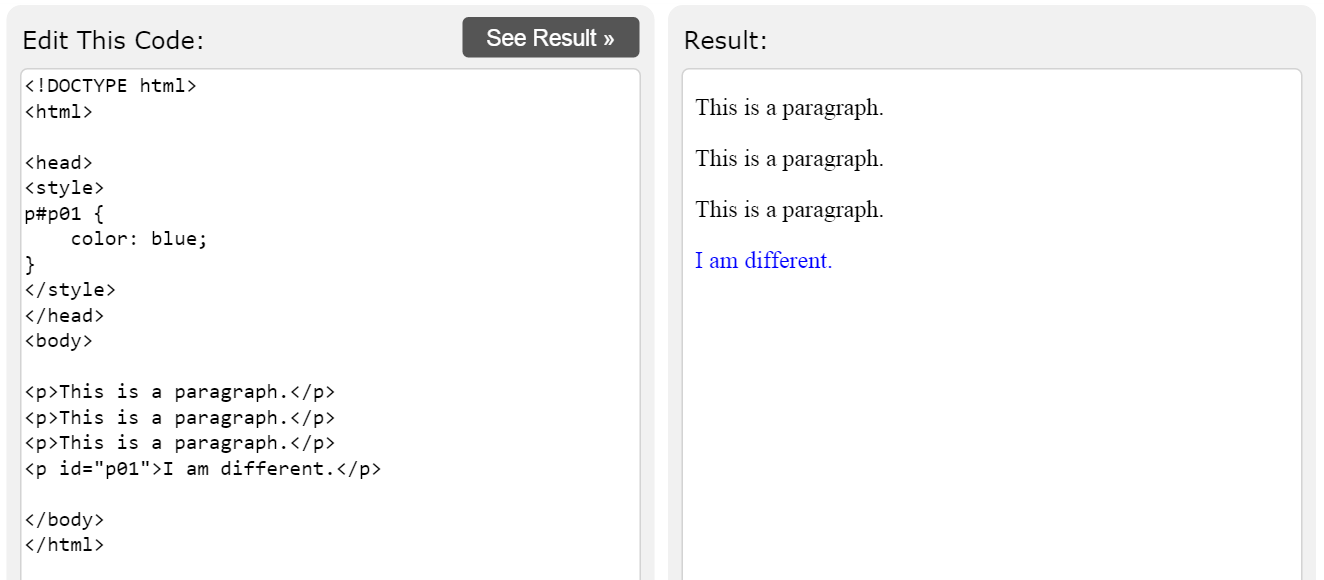 Edit This Code:
See Result »
<!DOCTYPE html>
<html>

<head>
<style>
p#p01 {
    color: blue;
}
</style>
</head>
<body>

<p>This is a paragraph.</p>
<p>This is a paragraph.</p>
<p>This is a paragraph.</p>
<p id="p01">I am different.</p>

</body>
</html>
Result:
This is a paragraph.
This is a paragraph.
This is a paragraph.
I am different.